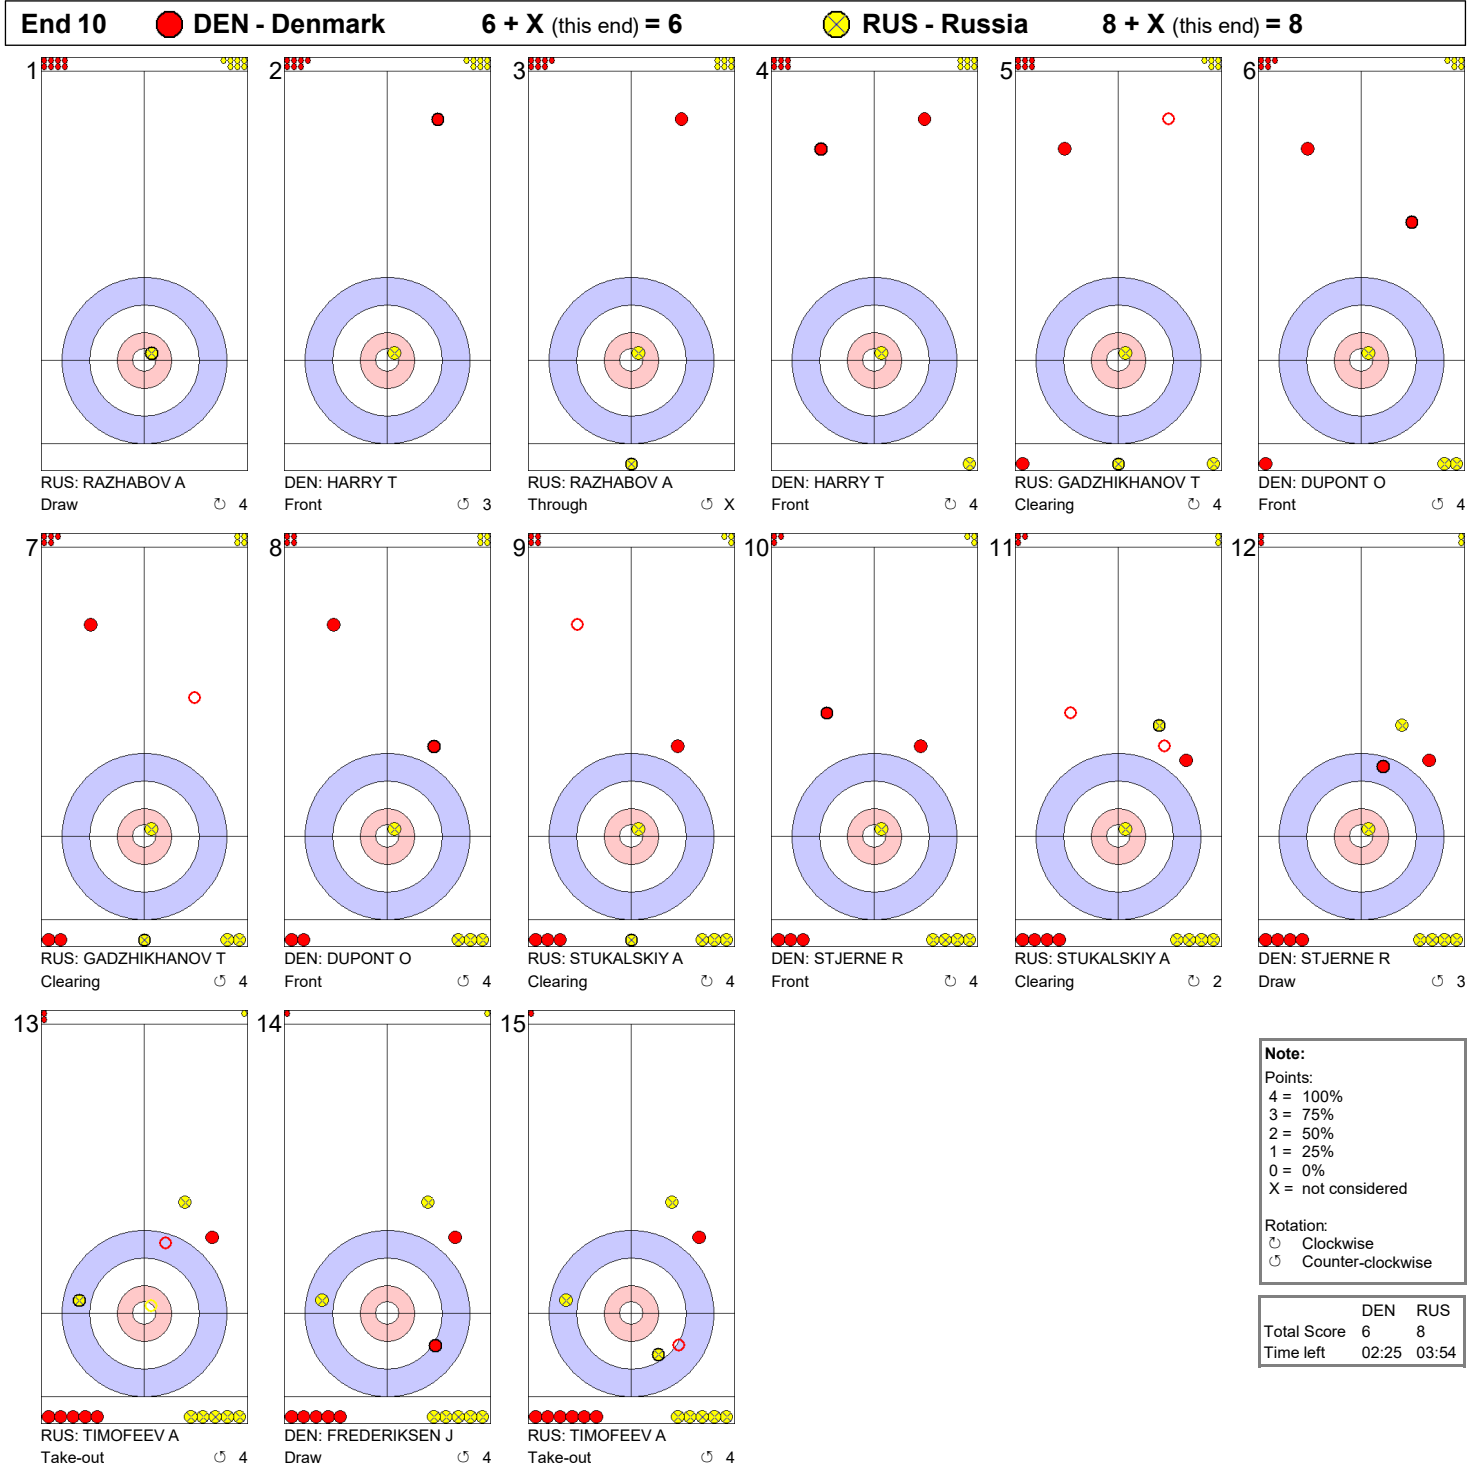 End 10 DEN - Denmark 6 + X (this end) = 6 RUS - Russia 8 + X (this end) = 8
1 2 3 4 5 6
RUS: RAZHABOV A DEN: HARRY T RUS: RAZHABOV A DEN: HARRY T RUS: GADZHIKHANOV T DEN: DUPONT O
Draw ↻ 4 Front ↺ 3 Through ↺ X Front ↻ 4 Clearing ↻ 4 Front ↺ 4
7 8 9 10 11 12
RUS: GADZHIKHANOV T DEN: DUPONT O RUS: STUKALSKIY A DEN: STJERNE R RUS: STUKALSKIY A DEN: STJERNE R
Clearing ↺ 4 Front ↺ 4 Clearing ↻ 4 Front ↻ 4 Clearing ↻ 2 Draw ↺ 3
13 14 15
RUS: TIMOFEEV A DEN: FREDERIKSEN J RUS: TIMOFEEV A
Take-out ↺ 4 Draw ↺ 4 Take-out ↺ 4
Note:
Points:
4 = 100%
3 = 75%
2 = 50%
1 = 25%
0 = 0%
X = not considered
Rotation:
↻ Clockwise
↺ Counter-clockwise
DEN RUS
Total Score 6 8
Time left 02:25 03:54